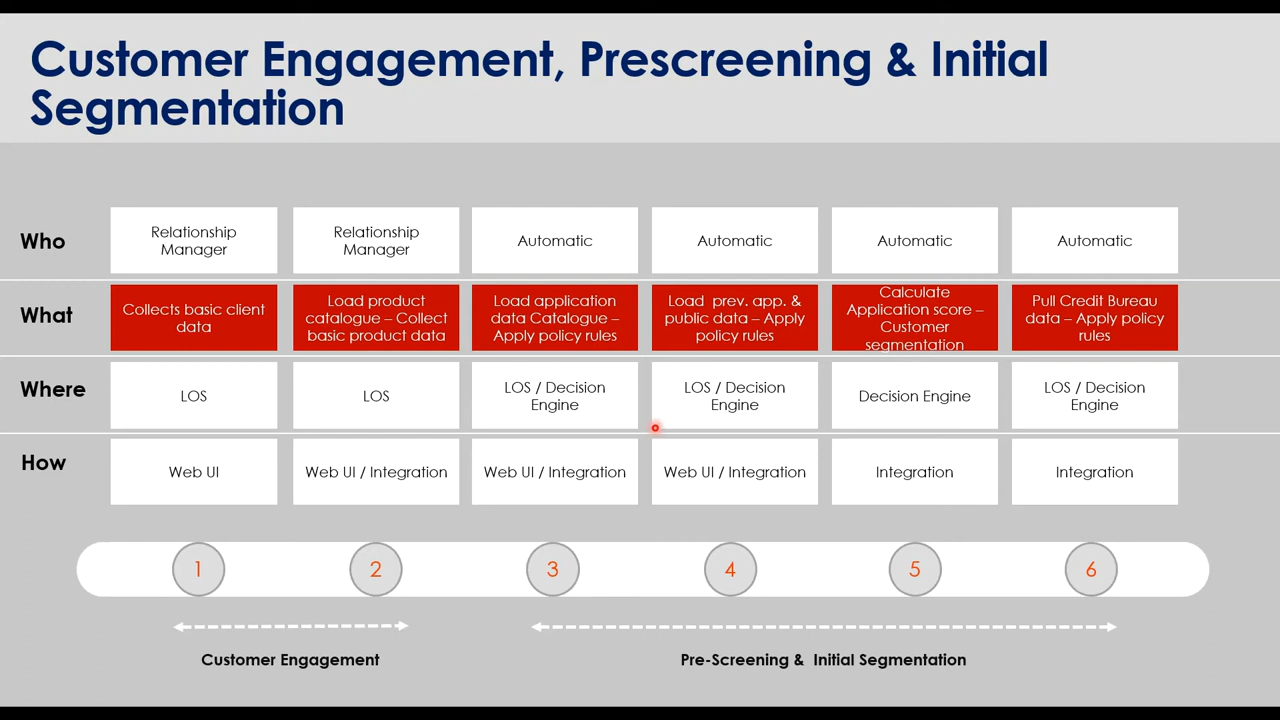 Customer Engagement, Prescreening & Initial
Segmentation
Who
Relationship
Manager
Relationship
Manager
Automatic
Automatic
Automatic
Automatic
What
Collects basic client
data
Load product
catalogue – Collect
basic product data
Load application
data Catalogue –
Apply policy rules
Load prev. app. &
public data – Apply
policy rules
Calculate
Application score –
Customer
segmentation
Pull Credit Bureau
data – Apply policy
rules
Where
LOS
LOS
LOS / Decision
Engine
LOS / Decision
Engine
Decision Engine
LOS / Decision
Engine
How
Web UI
Web UI / Integration
Web UI / Integration
Web UI / Integration
Integration
Integration
1
2
3
4
5
6
Customer Engagement
Pre-Screening & Initial Segmentation